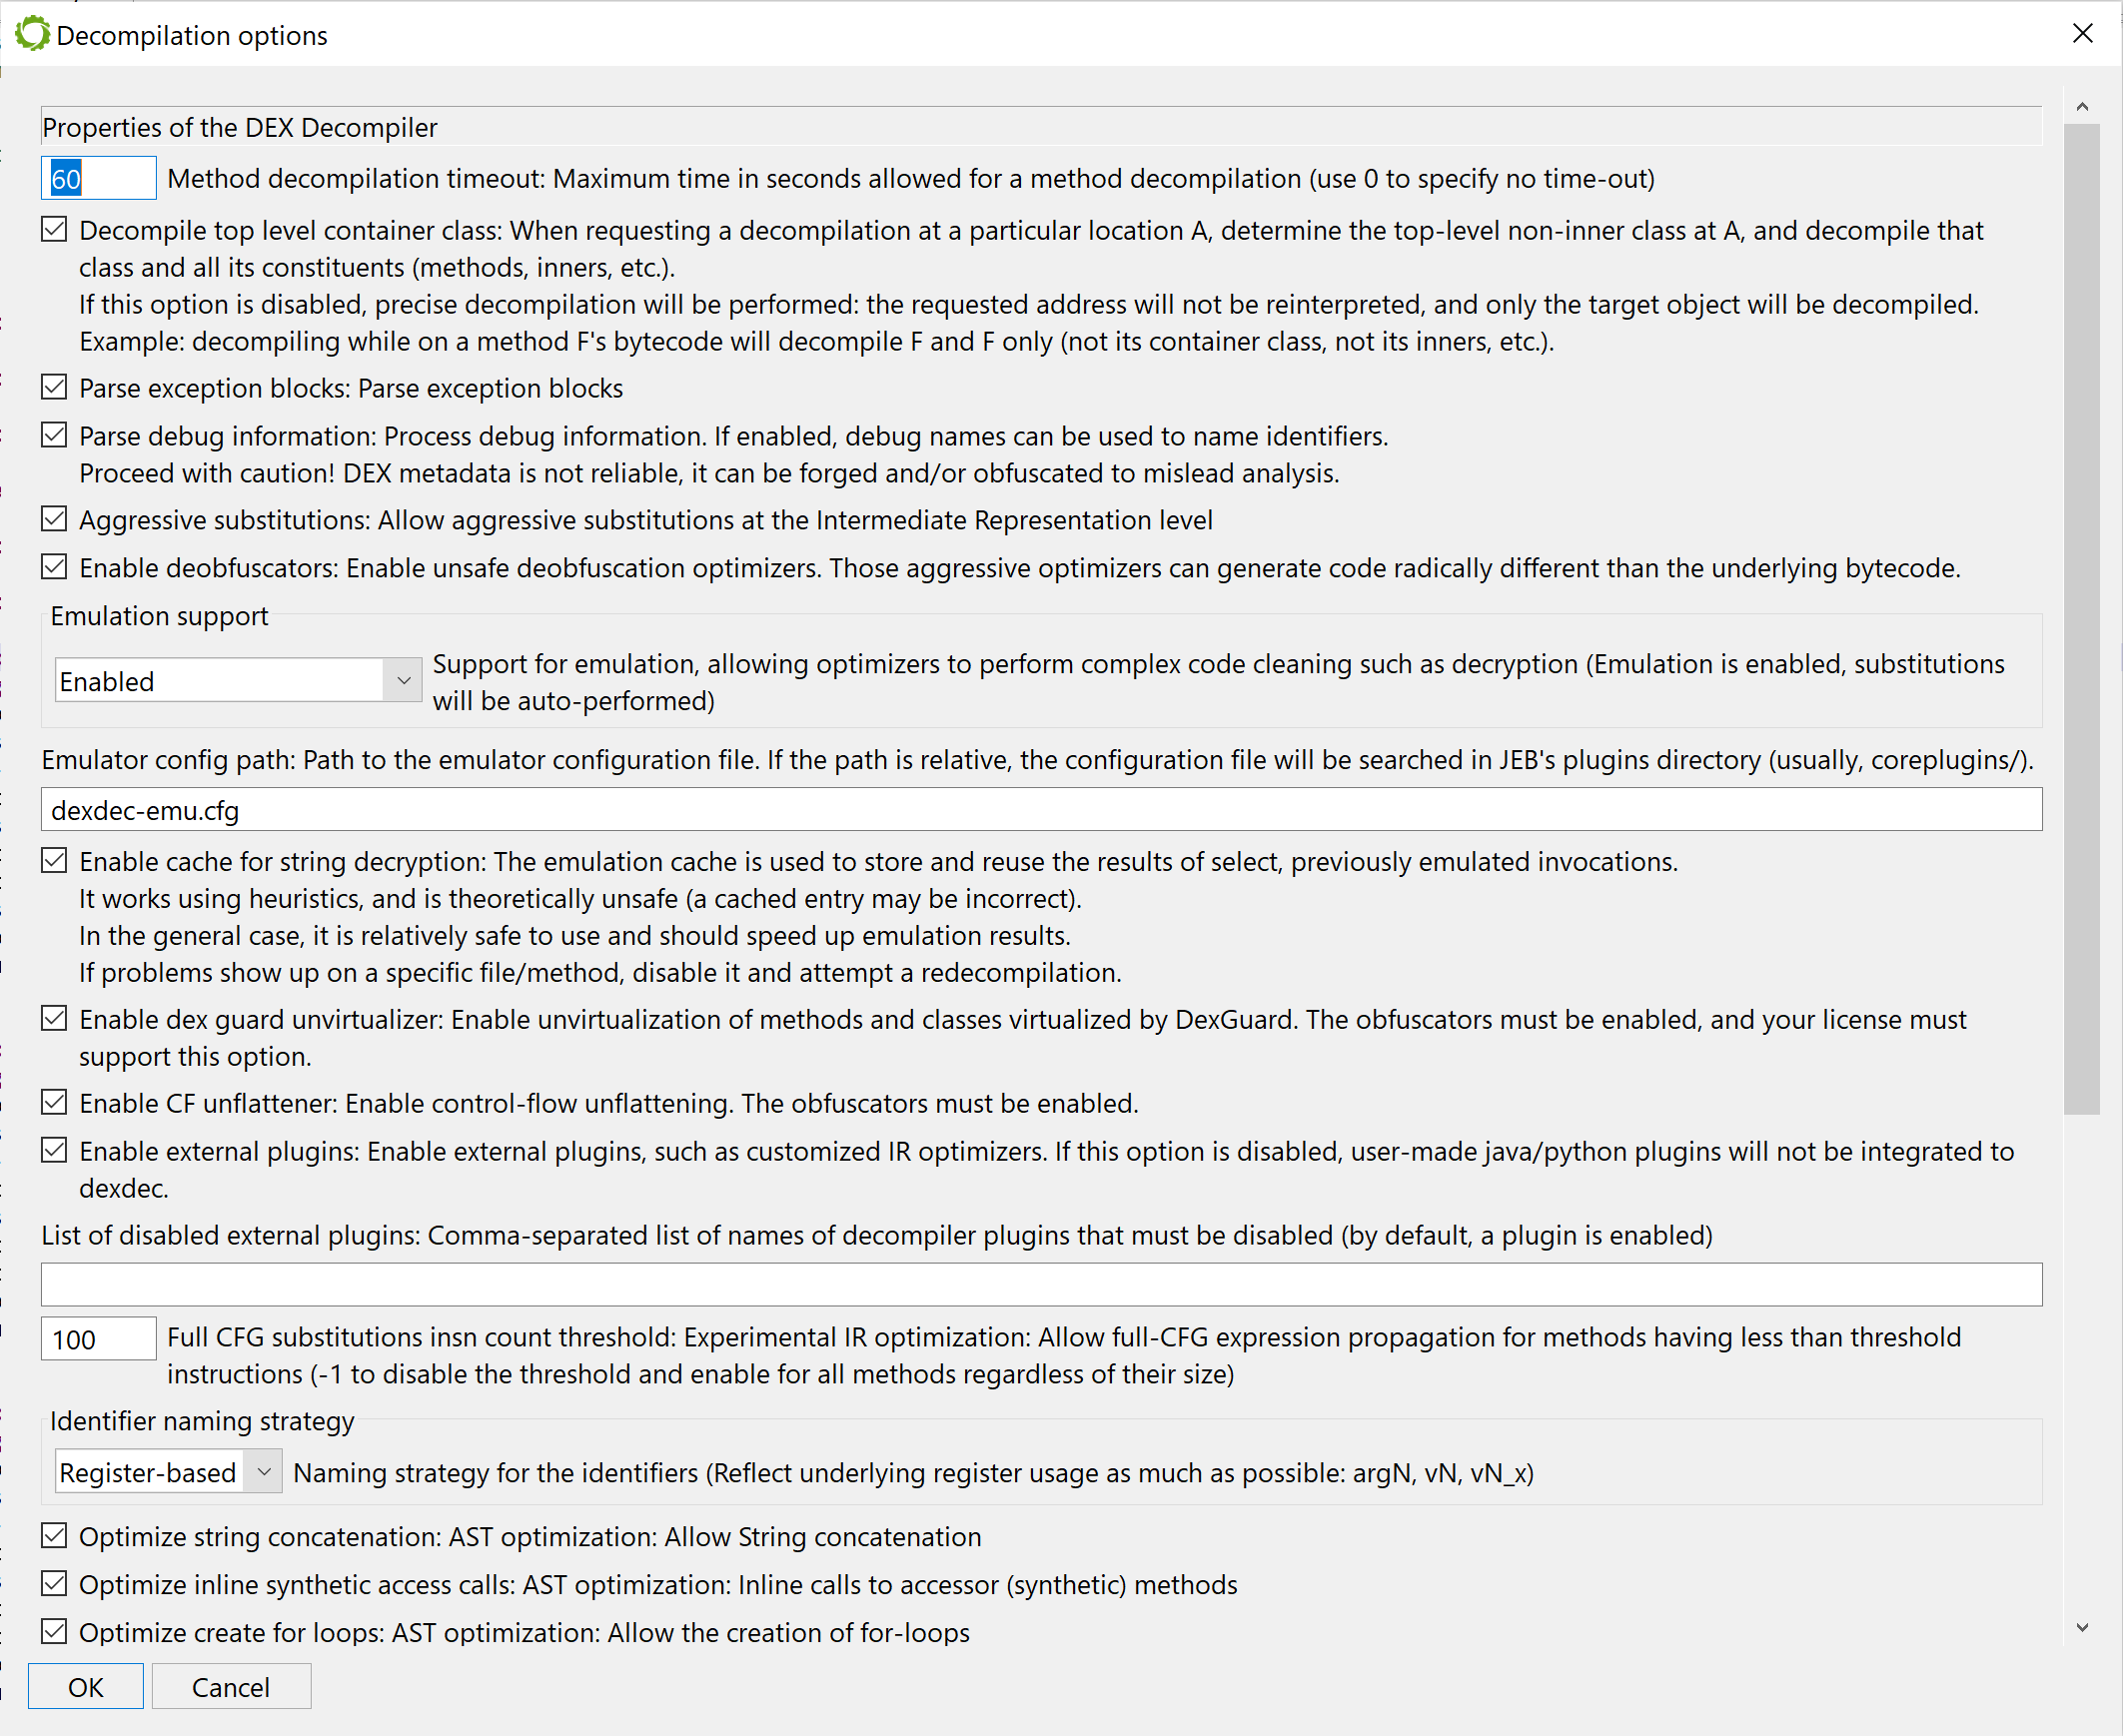 Decompilation options
Properties of the DEX Decompiler
60 Method decompilation timeout: Maximum time in seconds allowed for a method decompilation (use 0 to specify no time-out)
Decompile top level container class: When requesting a decompilation at a particular location A, determine the top-level non-inner class at A, and decompile that
class and all its constituents (methods, inners, etc.).
If this option is disabled, precise decompilation will be performed: the requested address will not be reinterpreted, and only the target object will be decompiled.
Example: decompiling while on a method F's bytecode will decompile F and F only (not its container class, not its inners, etc.).
Parse exception blocks: Parse exception blocks
Parse debug information: Process debug information. If enabled, debug names can be used to name identifiers.
Proceed with caution! DEX metadata is not reliable, it can be forged and/or obfuscated to mislead analysis.
Aggressive substitutions: Allow aggressive substitutions at the Intermediate Representation level
Enable deobfuscators: Enable unsafe deobfuscation optimizers. Those aggressive optimizers can generate code radically different than the underlying bytecode.
Emulation support
Enabled Support for emulation, allowing optimizers to perform complex code cleaning such as decryption (Emulation is enabled, substitutions
will be auto-performed)
Emulator config path: Path to the emulator configuration file. If the path is relative, the configuration file will be searched in JEB's plugins directory (usually, coreplugins/).
dexdec-emu.cfg
Enable cache for string decryption: The emulation cache is used to store and reuse the results of select, previously emulated invocations.
It works using heuristics, and is theoretically unsafe (a cached entry may be incorrect).
In the general case, it is relatively safe to use and should speed up emulation results.
If problems show up on a specific file/method, disable it and attempt a redecompilation.
Enable dex guard unvirtualizer: Enable unvirtualization of methods and classes virtualized by DexGuard. The obfuscators must be enabled, and your license must
support this option.
Enable CF unflattener: Enable control-flow unflattening. The obfuscators must be enabled.
Enable external plugins: Enable external plugins, such as customized IR optimizers. If this option is disabled, user-made java/python plugins will not be integrated to
dexdec.
List of disabled external plugins: Comma-separated list of names of decompiler plugins that must be disabled (by default, a plugin is enabled)
100 Full CFG substitutions insn count threshold: Experimental IR optimization: Allow full-CFG expression propagation for methods having less than threshold
instructions (-1 to disable the threshold and enable for all methods regardless of their size)
Identifier naming strategy
Register-based Naming strategy for the identifiers (Reflect underlying register usage as much as possible: argN, vN, vN_x)
Optimize string concatenation: AST optimization: Allow String concatenation
Optimize inline synthetic access calls: AST optimization: Inline calls to accessor (synthetic) methods
Optimize create for loops: AST optimization: Allow the creation of for-loops
OK Cancel